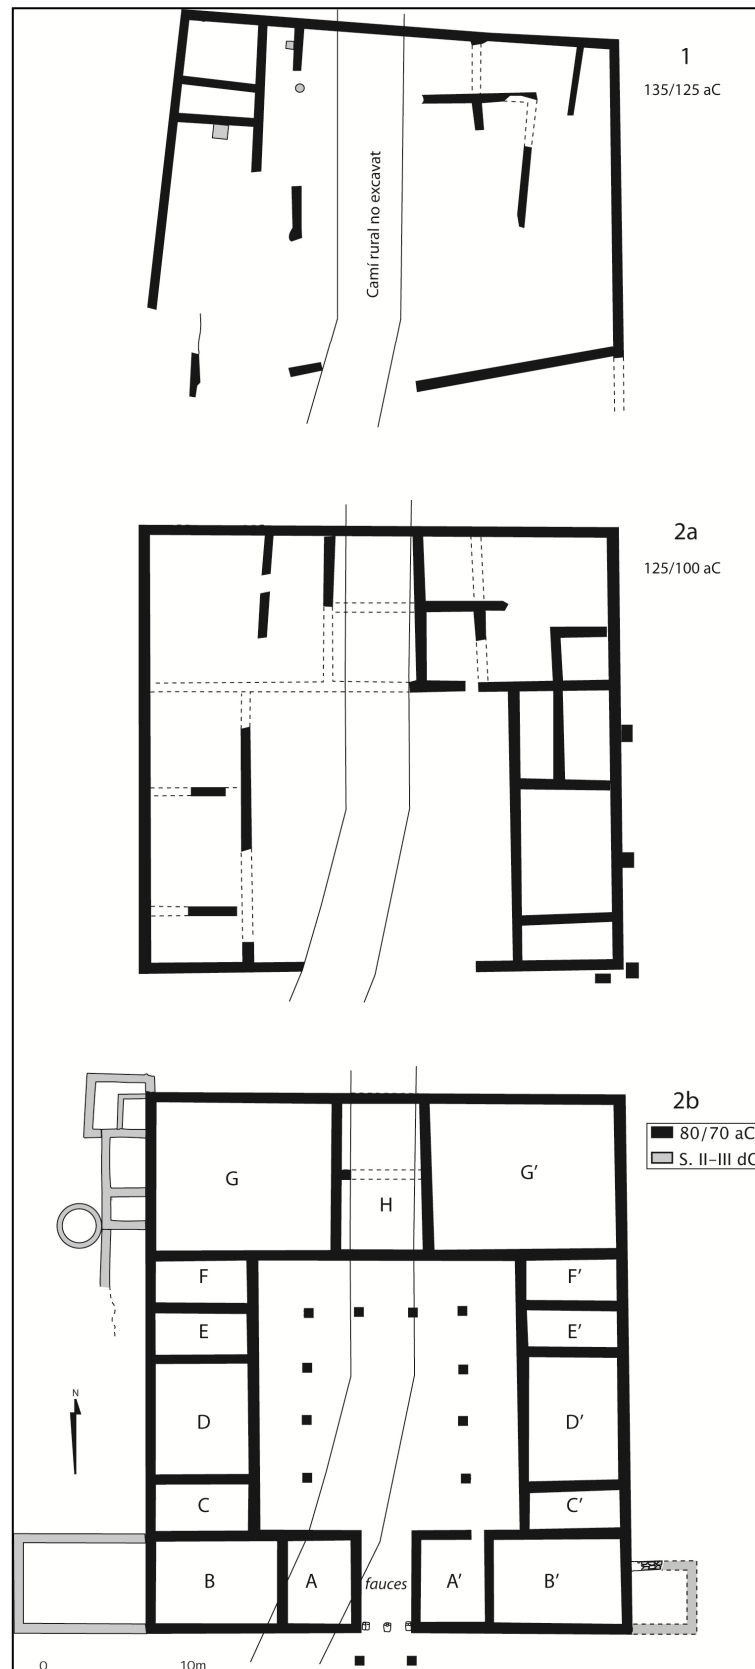 1
135/125 aC
Camí rural no excavat
2a
125/100 aC
2b
80/70 aC
S. II-III dC
G
H
G'
F
F'
E
E'
N
D
D'
C
C'
B
A
fauces
A'
B'
0 10m